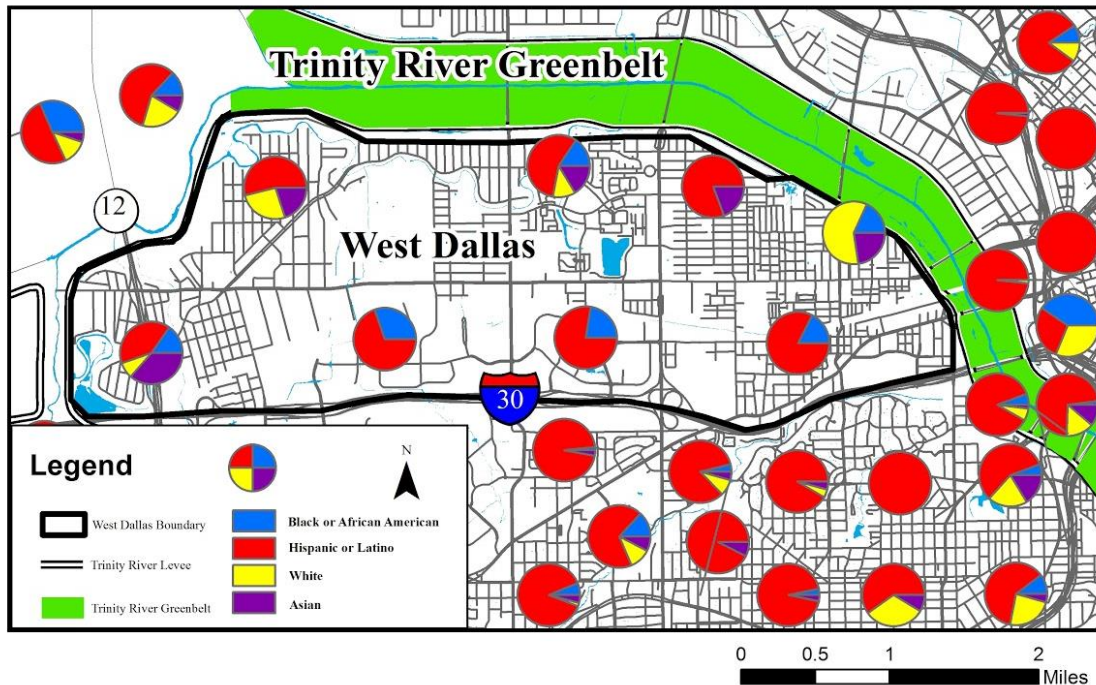 Trinity River Greenbelt
12
West Dallas
30
Legend
N
West Dallas Boundary
Trinity River Levee
Trinity River Greenbelt
Black or African American
Hispanic or Latino
White
Asian
0 0.5 1 2
Miles